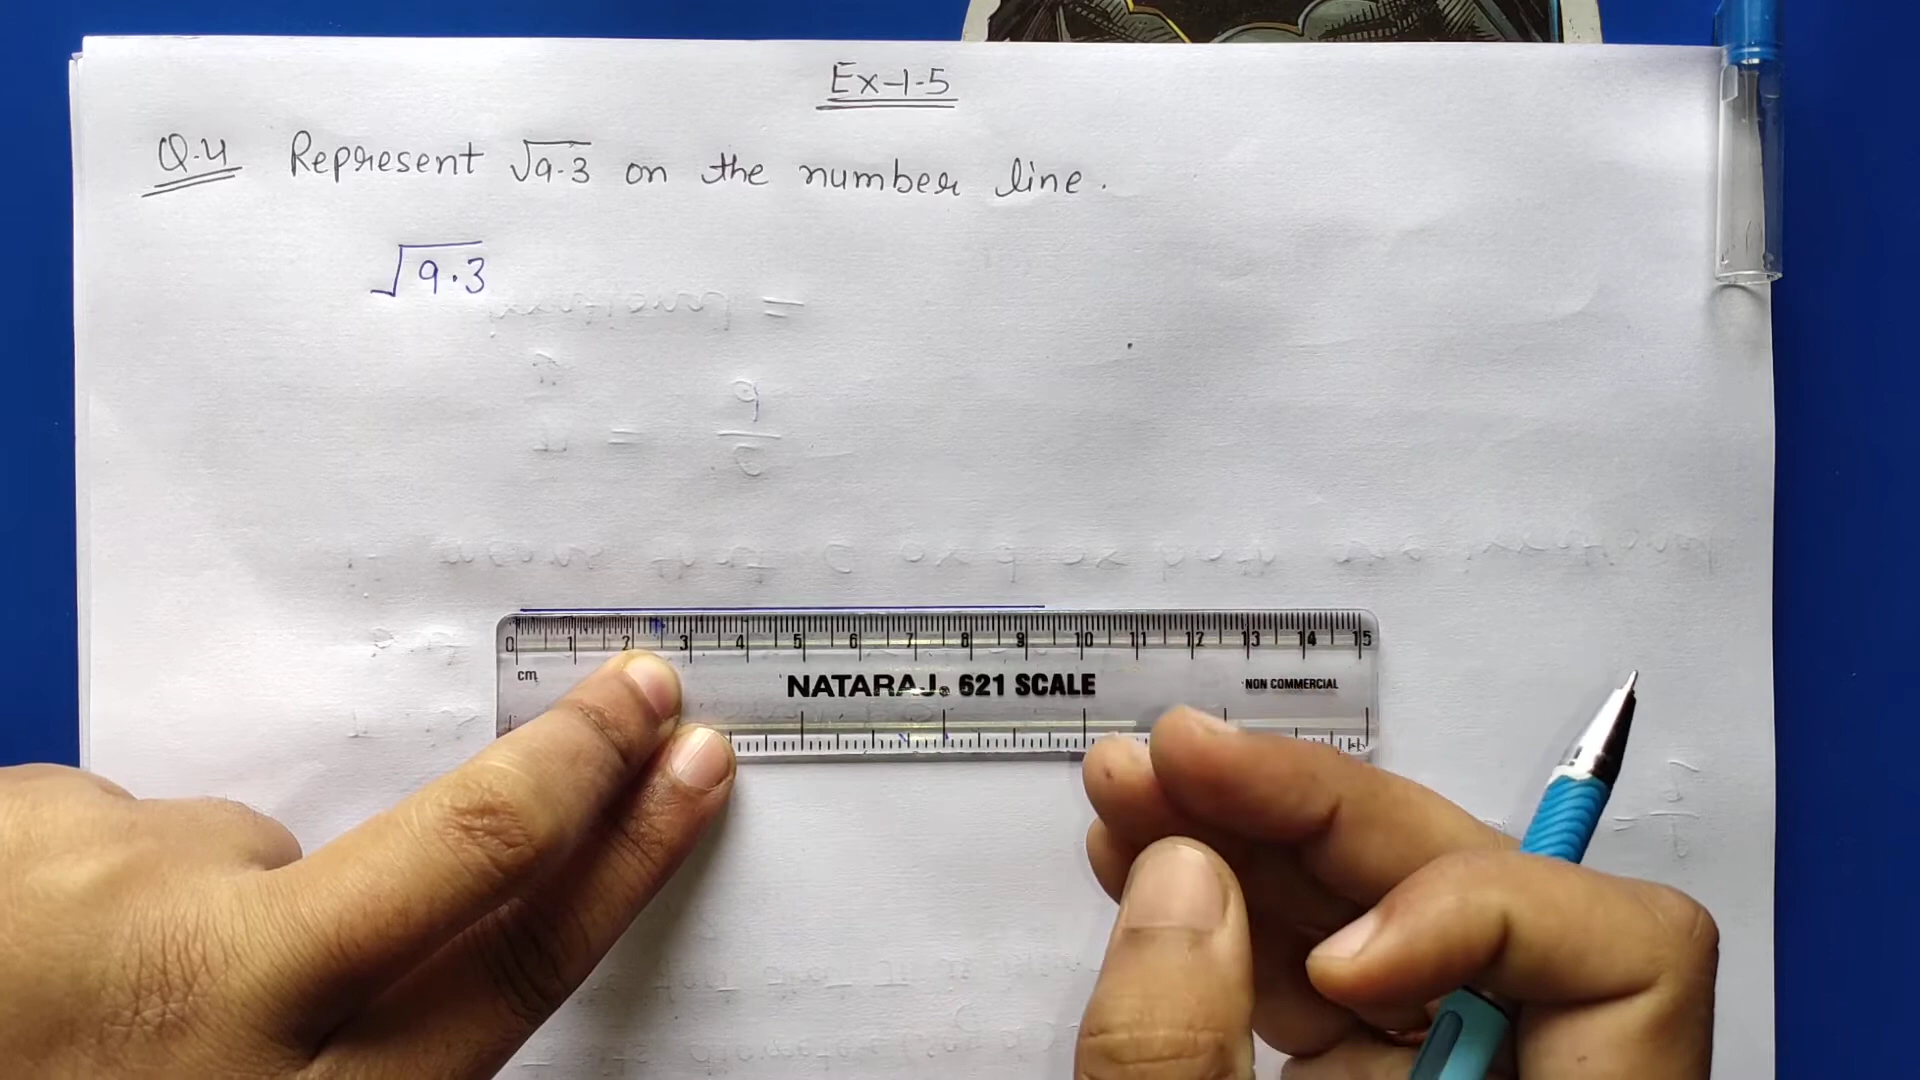 Ex-1.5
Q.4 Represent √9.3 on the number line.
√9.3
0 1 2 3 4 5 6 7 8 9 10 11 12 13 14 15
cm
NATARAJ 621 SCALE
NON COMMERCIAL